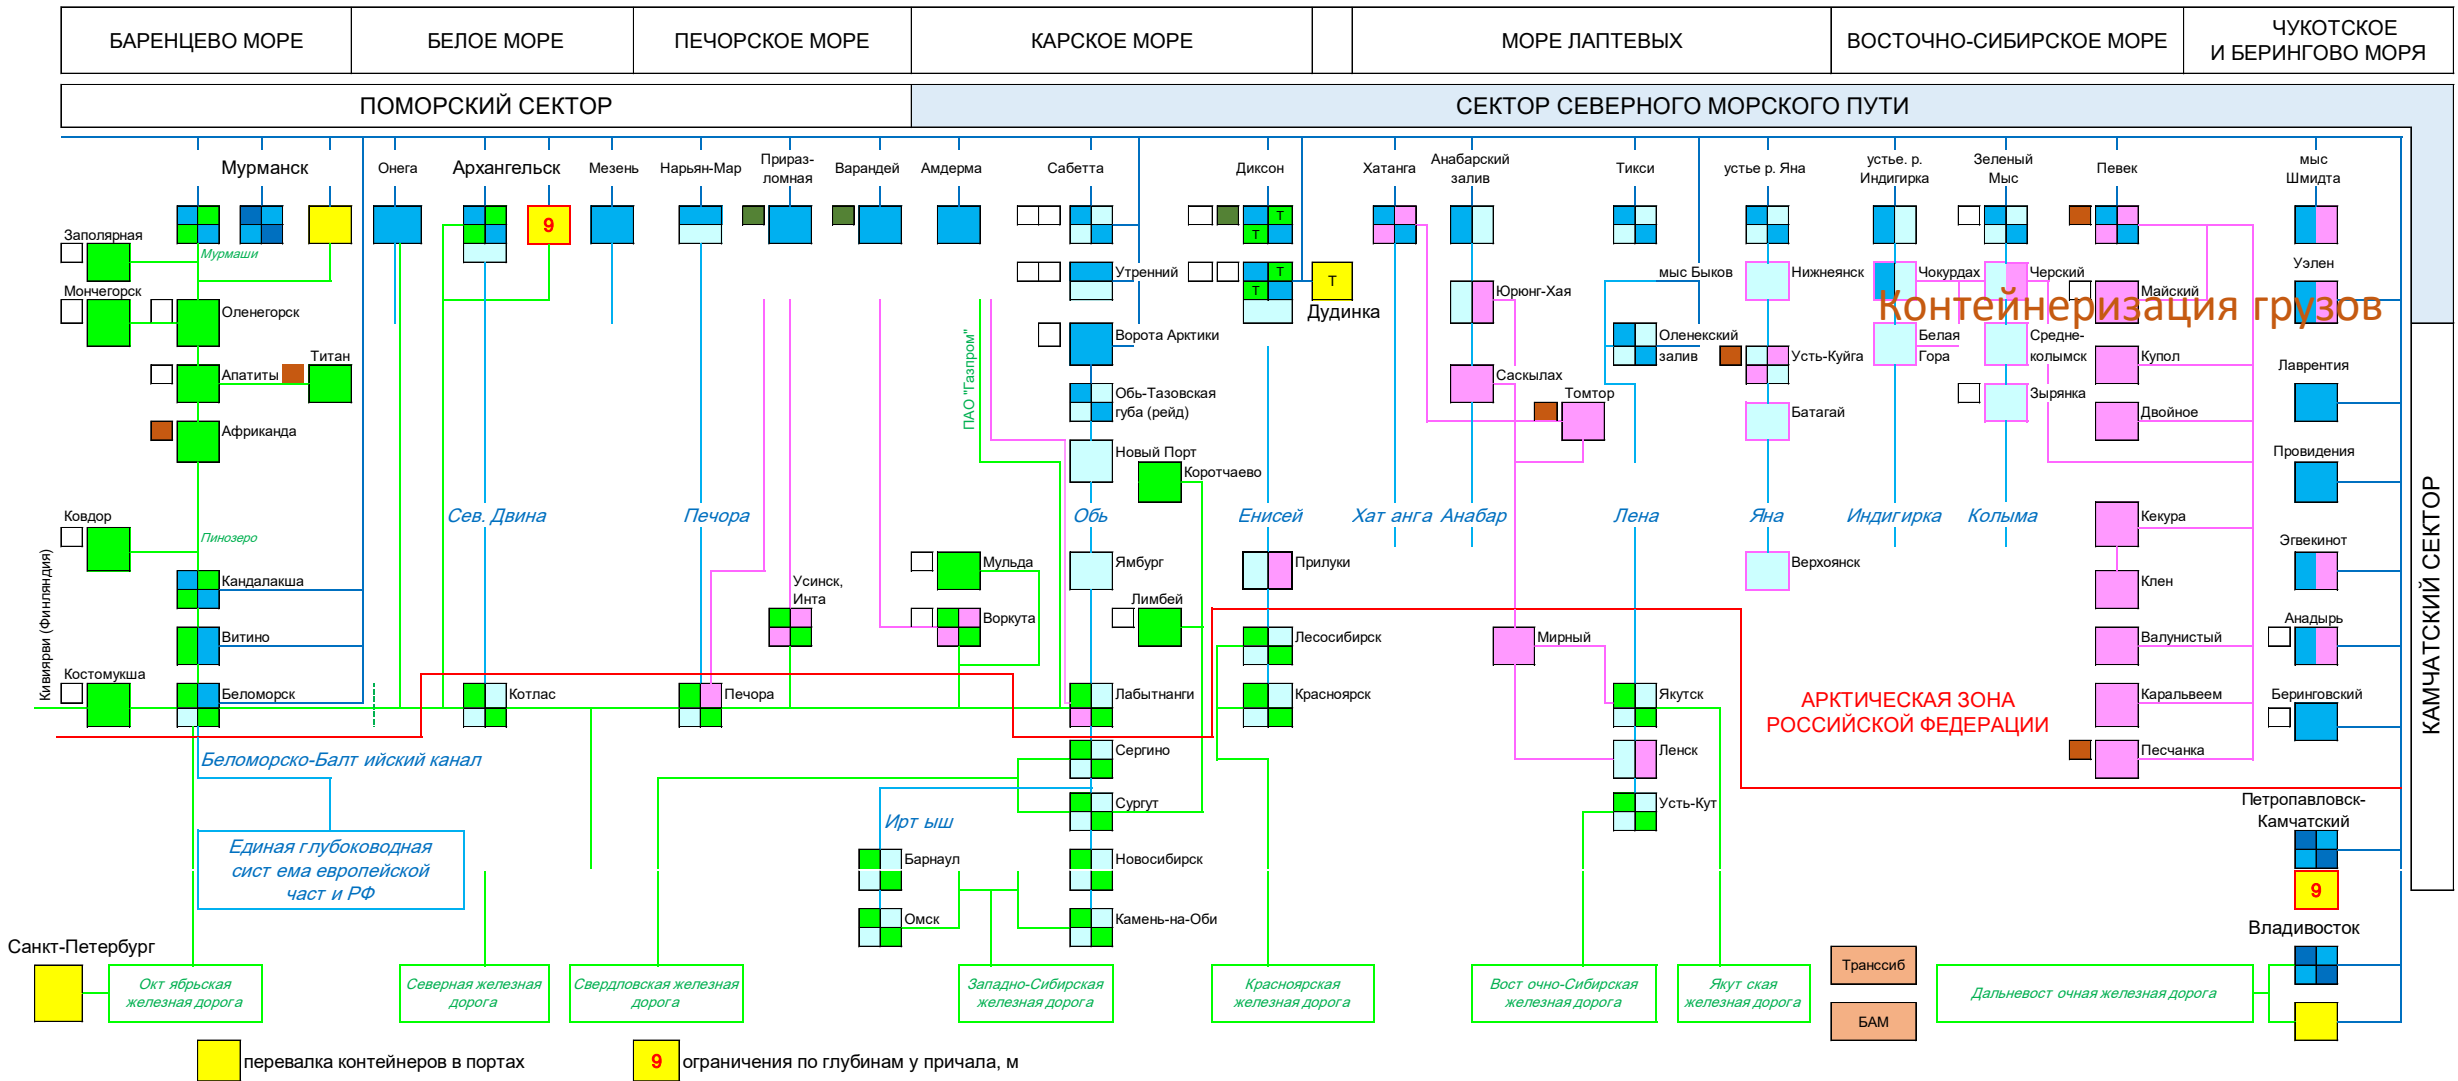 БАРЕНЦЕВО МОРЕ
БЕЛОЕ МОРЕ
ПЕЧОРСКОЕ МОРЕ
КАРСКОЕ МОРЕ
МОРЕ ЛАПТЕВЫХ
ВОСТОЧНО-СИБИРСКОЕ МОРЕ
ЧУКОТСКОЕ
И БЕРИНГОВО МОРЯ
ПОМОРСКИЙ СЕКТОР
СЕКТОР СЕВЕРНОГО МОРСКОГО ПУТИ
КАМЧАТСКИЙ СЕКТОР
Мурманск
Онега
Архангельск
Мезень
Нарьян-Мар
Прираз-
ломная
Варандей
Амдерма
Сабетта
Диксон
Хатанга
Анабарский
залив
Тикси
устье р. Яна
устье. р.
Индигирка
Зеленый
Мыс
Певек
мыс
Шмидта
9
Т
Т
Заполярная
Мурмаши
Утренний
Т
Т
Т
Дудинка
мыс Быков
Нижнеянск
Чокурдах
Черский
Уэлен
Мончегорск
Оленегорск
Юрюнг-Хая
Майский
Контейнеризация грузов
Ворота Арктики
Оленекский
залив
Белая
Гора
Средне-
колымск
Апатиты
Титан
ПАО "Газпром"
Усть-Куйга
Купол
Лаврентия
Саскылах
Обь-Тазовская
губа (рейд)
Томтор
Батагай
Зырянка
Двойное
Африканда
Новый Порт
Коротчаево
Провидения
Ковдор
Сев. Двина
Печора
Обь
Енисей
Хат анга
Анабар
Лена
Яна
Индигирка
Колыма
Кекура
Пинозеро
Эгвекинот
Кивиярви (Финляндия)
Кандалакша
Мульда
Ямбург
Прилуки
Верхоянск
Клен
Усинск,
Инта
Воркута
Лимбей
Витино
Лесосибирск
Мирный
Валунистый
Анадырь
Костомукша
Беломорск
Котлас
Печора
Лабытнанги
Красноярск
Якутск
АРКТИЧЕСКАЯ ЗОНА
РОССИЙСКОЙ ФЕДЕРАЦИИ
Каральвеем
Беринговский
Беломорско-Балт ийский канал
Сергино
Ленск
Песчанка
Сургут
Усть-Кут
Ирт ыш
Петропавловск-
Камчатский
9
Единая глубоководная
сист ема европейской
част и РФ
Барнаул
Новосибирск
Омск
Камень-на-Оби
Владивосток
Санкт-Петербург
Окт ябрьская
железная дорога
Северная железная
дорога
Свердловская железная
дорога
Западно-Сибирская
железная дорога
Красноярская
железная дорога
Вост очно-Сибирская
железная дорога
Якут ская
железная дорога
Транссиб
БАМ
Дальневост очная железная дорога
перевалка контейнеров в портах
9
ограничения по глубинам у причала, м